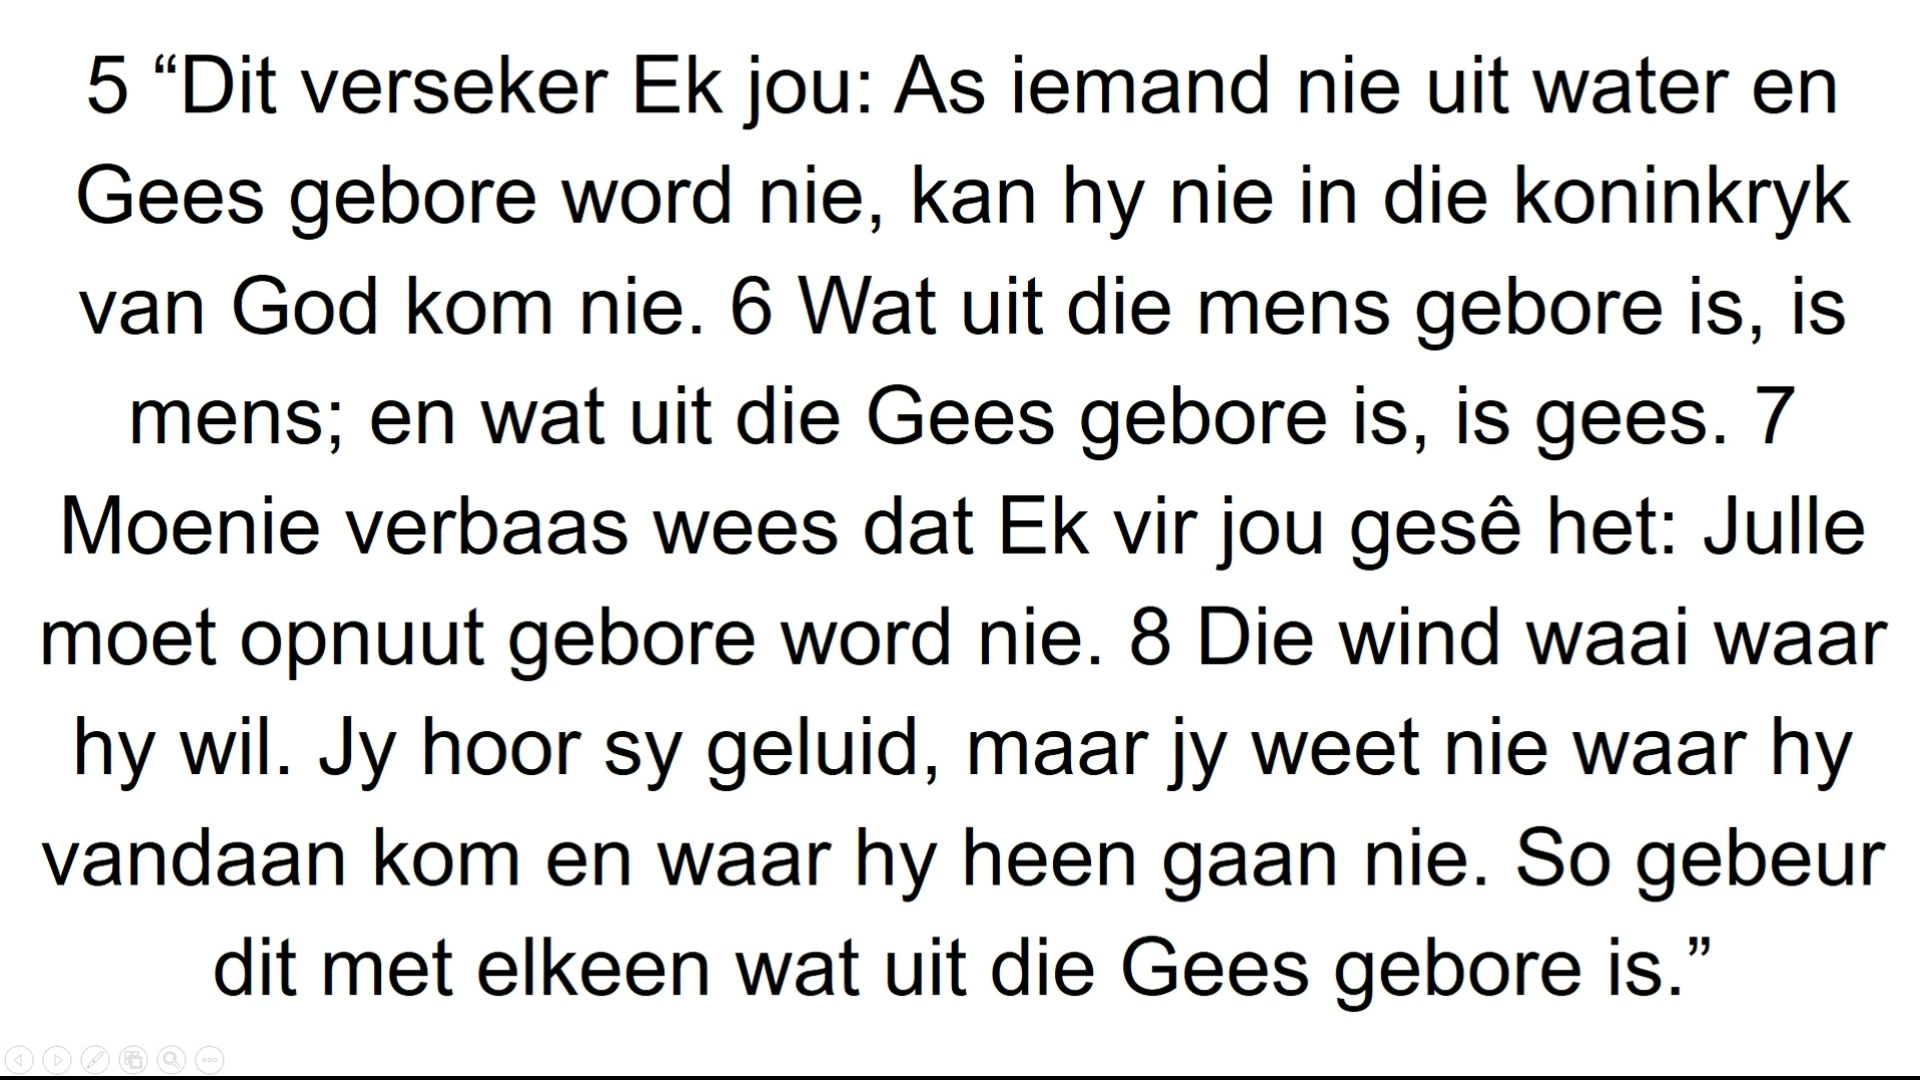 5 “Dit verseker Ek jou: As iemand nie uit water en
Gees gebore word nie, kan hy nie in die koninkryk
van God kom nie. 6 Wat uit die mens gebore is, is
mens; en wat uit die Gees gebore is, is gees. 7
Moenie verbaas wees dat Ek vir jou gesê het: Julle
moet opnuut gebore word nie. 8 Die wind waai waar
hy wil. Jy hoor sy geluid, maar jy weet nie waar hy
vandaan kom en waar hy heen gaan nie. So gebeur
dit met elkeen wat uit die Gees gebore is.”